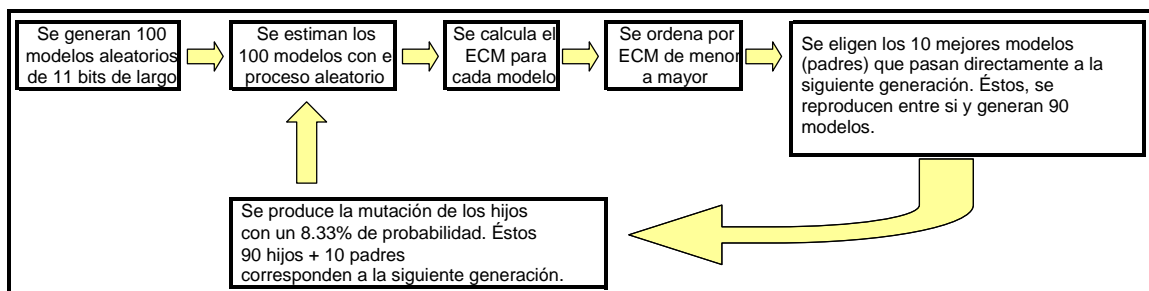 Se generan 100
modelos aleatorios
de 11 bits de largo
Se estiman los
100 modelos con e
proceso aleatorio
Se calcula el
ECM para
cada modelo
Se ordena por
ECM de menor
a mayor
Se eligen los 10 mejores modelos
(padres) que pasan directamente a la
siguiente generación. Éstos, se
reproducen entre si y generan 90
modelos.
Se produce la mutación de los hijos
con un 8.33% de probabilidad. Éstos
90 hijos + 10 padres
corresponden a la siguiente generación.